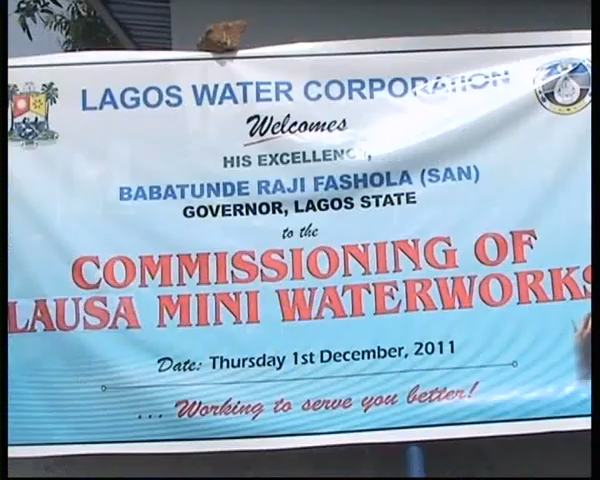 LAGOS WATER CORPORATION
Welcomes
HIS EXCELLENCY,
BABATUNDE RAJI FASHOLA (SAN)
GOVERNOR, LAGOS STATE
to the
COMMISSIONING OF
LAUSA MINI WATERWORKS
Date: Thursday 1st December, 2011
... Working to serve you better!